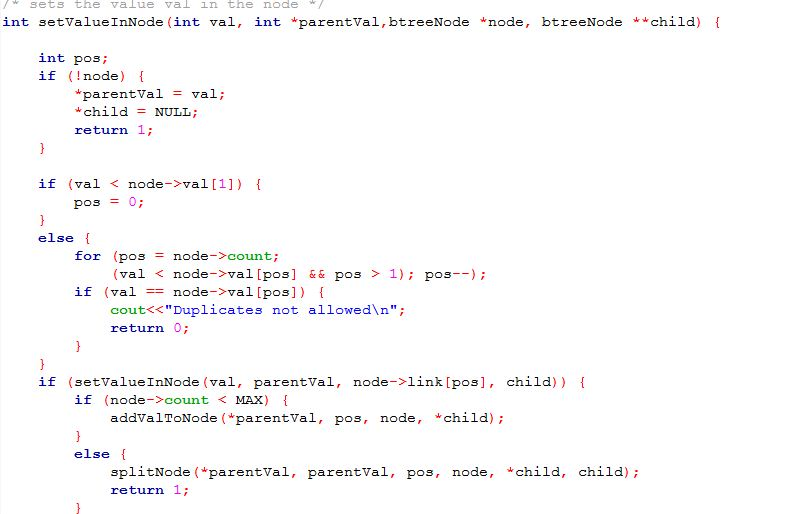 /* sets the value val in the node */
int setValueInNode(int val, int *parentVal,btreeNode *node, btreeNode **child) {
int pos;
if (!node) {
*parentVal = val;
*child = NULL;
return 1;
}
if (val < node->val[1]) {
pos = 0;
}
else {
for (pos = node->count;
(val < node->val[pos] && pos > 1); pos--);
if (val == node->val[pos]) {
cout<<"Duplicates not allowed\n";
return 0;
}
}
if (setValueInNode(val, parentVal, node->link[pos], child)) {
if (node->count < MAX) {
addValToNode(*parentVal, pos, node, *child);
}
else {
splitNode(*parentVal, parentVal, pos, node, *child, child);
return 1;
}